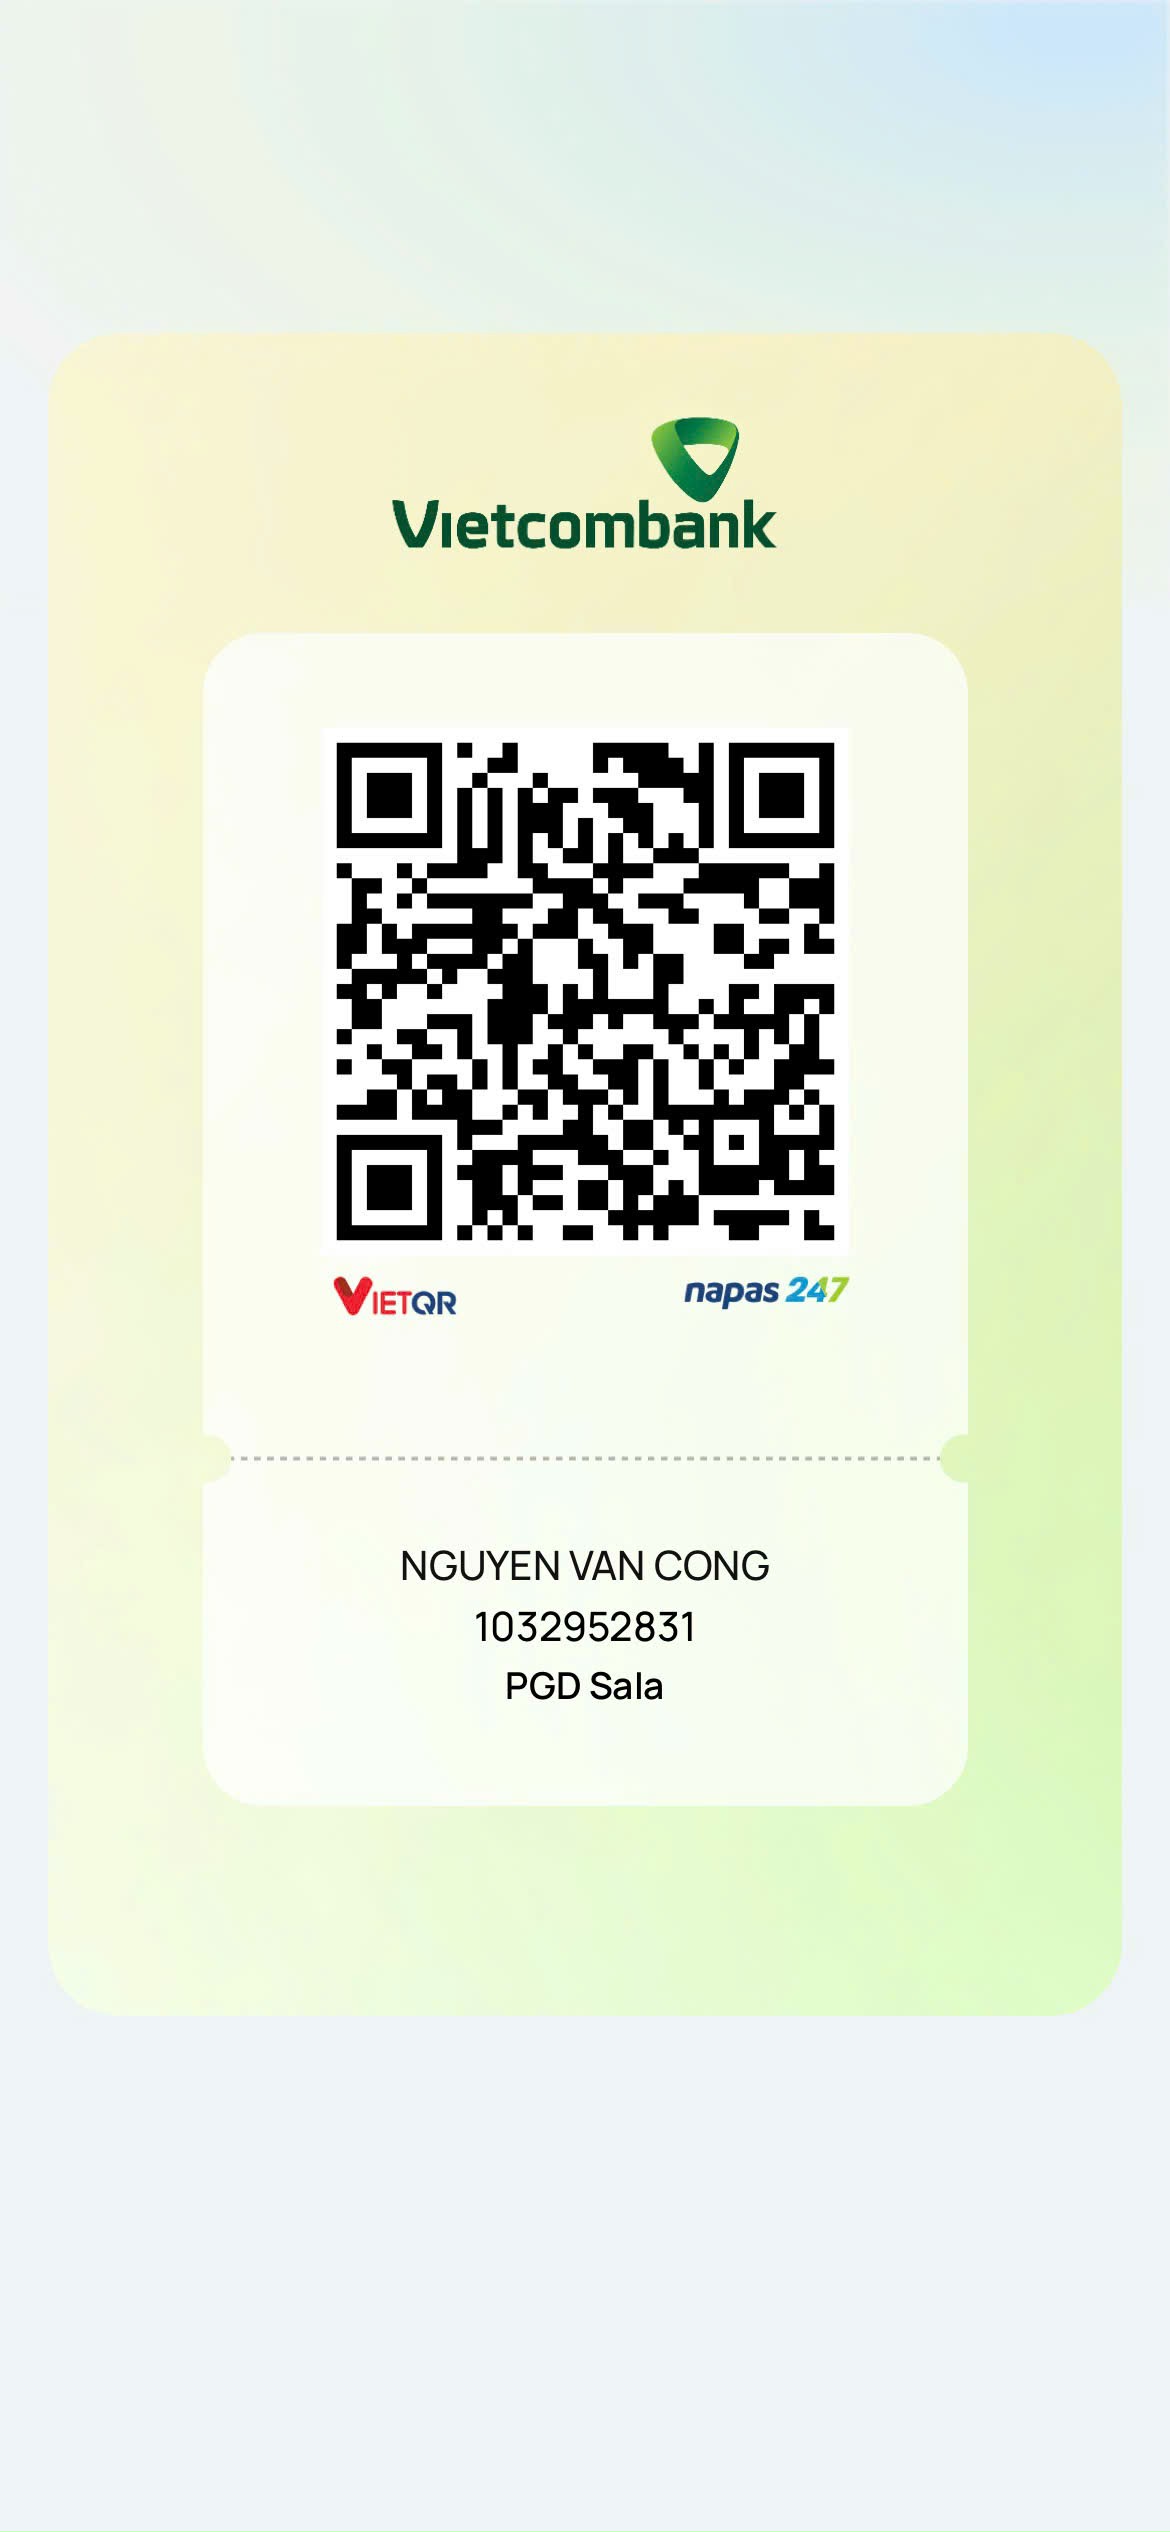 Vietcombank
VIETQR
napas 247
NGUYEN VAN CONG
1032952831
PGD Sala